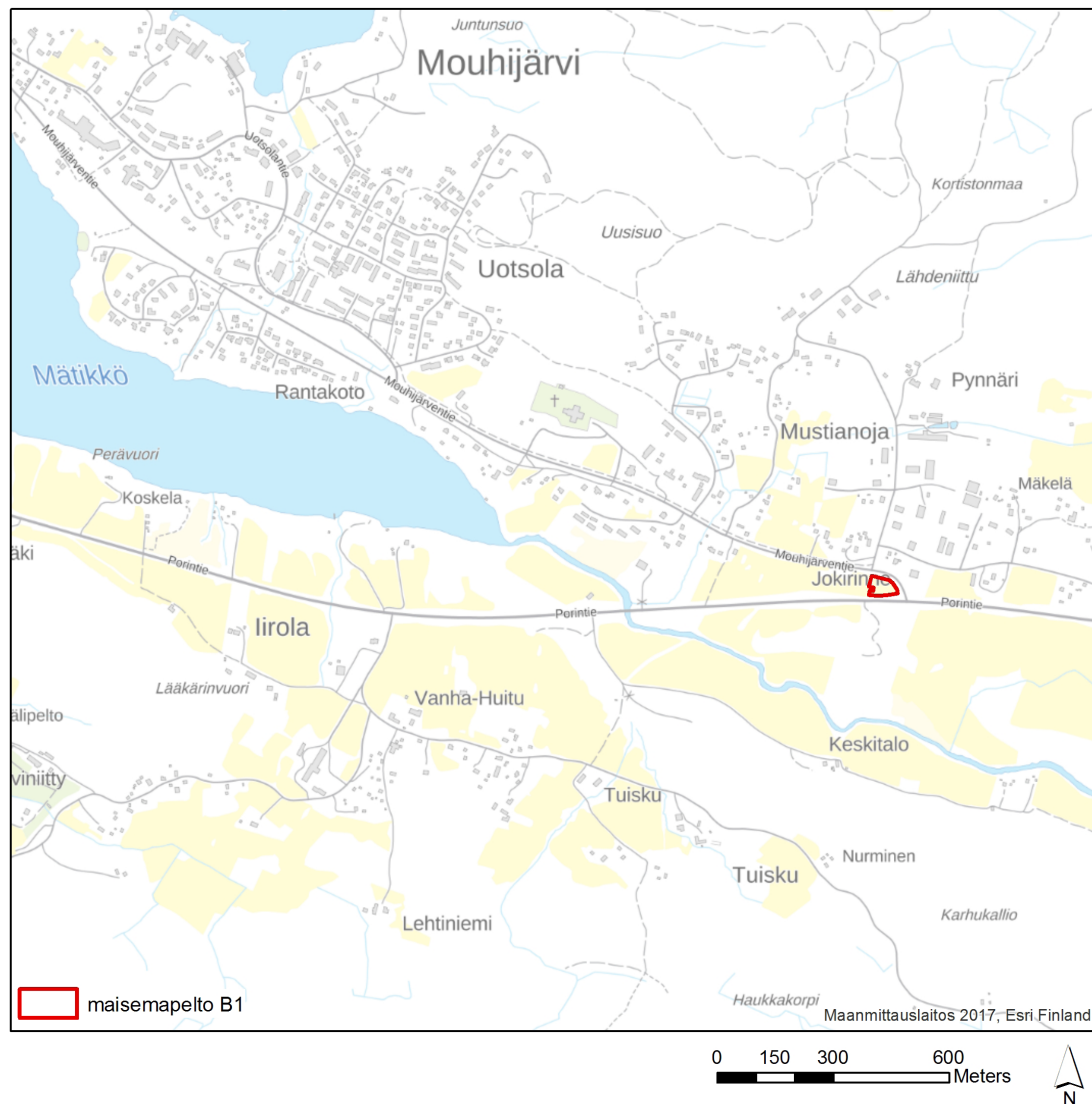 Juntunsuo
Mouhijärvi
Mouhijärventie
Uotsolantie
Kortistonmaa
Uusisuo
Uotsola
Lähdeniittu
Mätikkö
Rantakoto
Mouhijärventie
Pynnäri
Mustianoja
Perävuori
Koskela
Mäkelä
äki
Porintie
Mouhijärventie
Jokirinne
Porintie
Porintie
Iirola
Lääkärinvuori
Vanha-Huitu
älipelto
Keskitalo
viniitty
Tuisku
Nurminen
Tuisku
Karhukallio
Lehtiniemi
Haukkakorpi
maisemapelto B1
Maanmittauslaitos 2017, Esri Finland
0 150 300 600
Meters
N